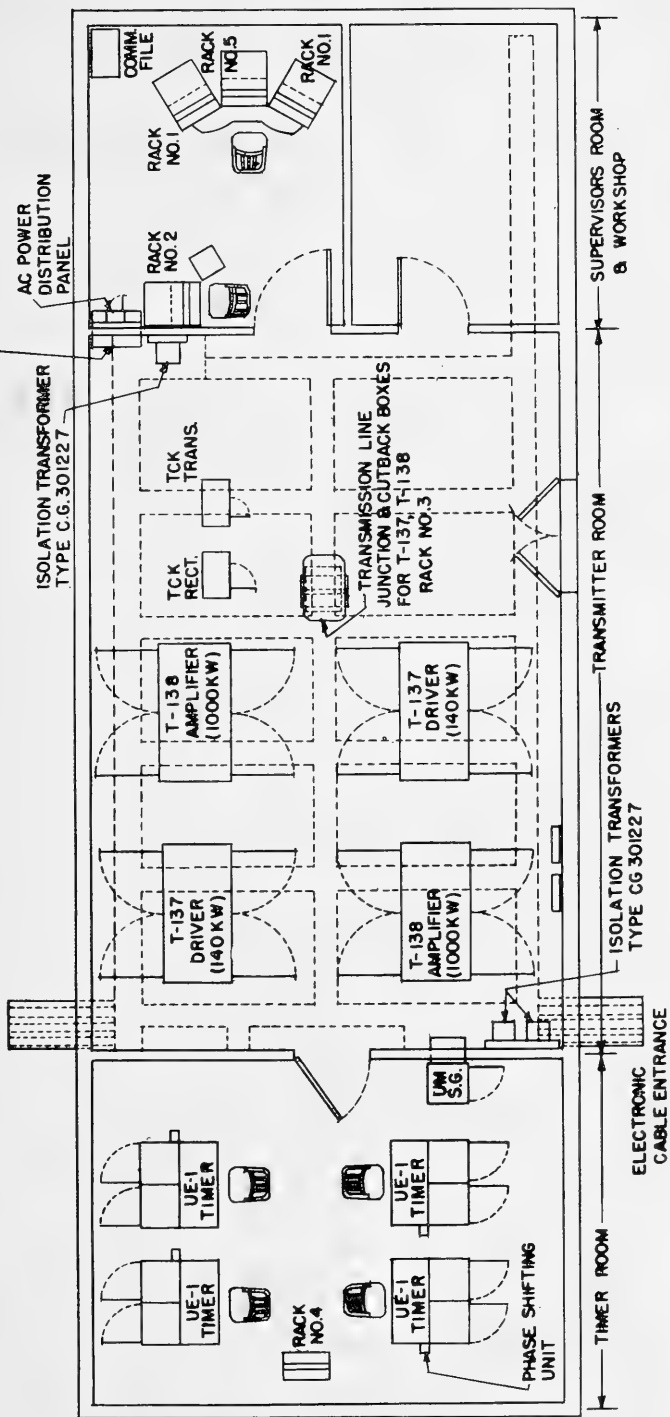 AC POWER
DISTRIBUTION
PANEL
ISOLATION TRANSFORMER
TYPE C.G. 301227
COMM.
FILE
RACK
NO.1
RACK
NO.5
RACK
NO.1
RACK
NO.2
SUPERVISORS ROOM
& WORKSHOP
TCK
TRANS.
TCK
RECT.
TRANSMISSION LINE
JUNCTION & CUTBACK BOXES
FOR T-137, T-138
RACK NO.3
T-138
AMPLIFIER
(1000KW)
T-137
DRIVER
(140KW)
T-137
DRIVER
(140KW)
T-138
AMPLIFIER
(1000KW)
TRANSMITTER ROOM
ISOLATION TRANSFORMERS
TYPE CG 301227
ELECTRONIC
CABLE ENTRANCE
UM
S.G.
UE-1
TIMER
UE-1
TIMER
UE-1
TIMER
UE-1
TIMER
RACK
NO.4
PHASE SHIFTING
UNIT
TIMER ROOM